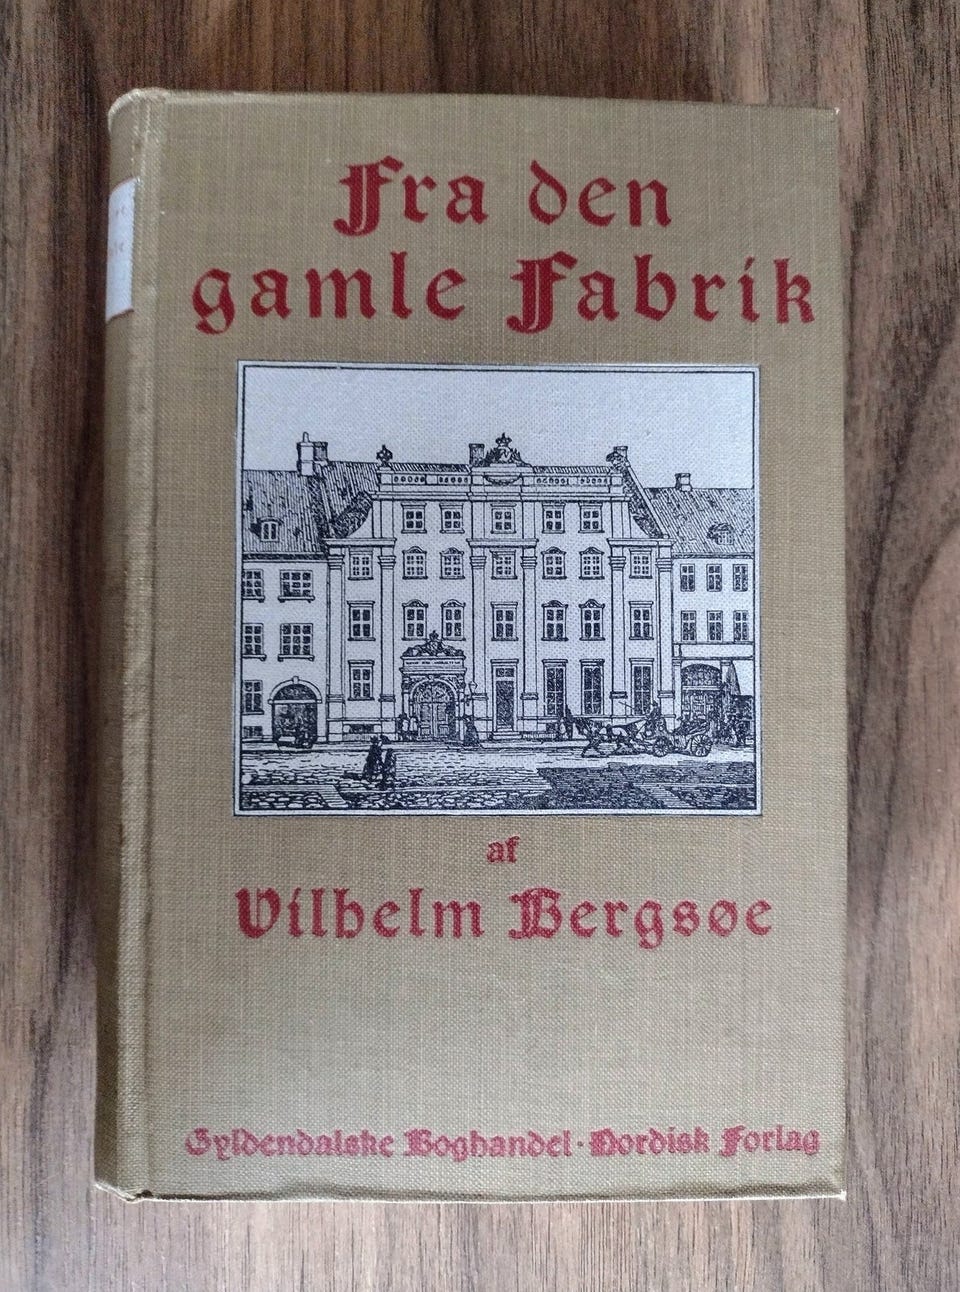 Fra den
gamle Fabrik
af
Vilhelm Bergsøe
Gyldendalske Boghandel · Nordisk Forlag